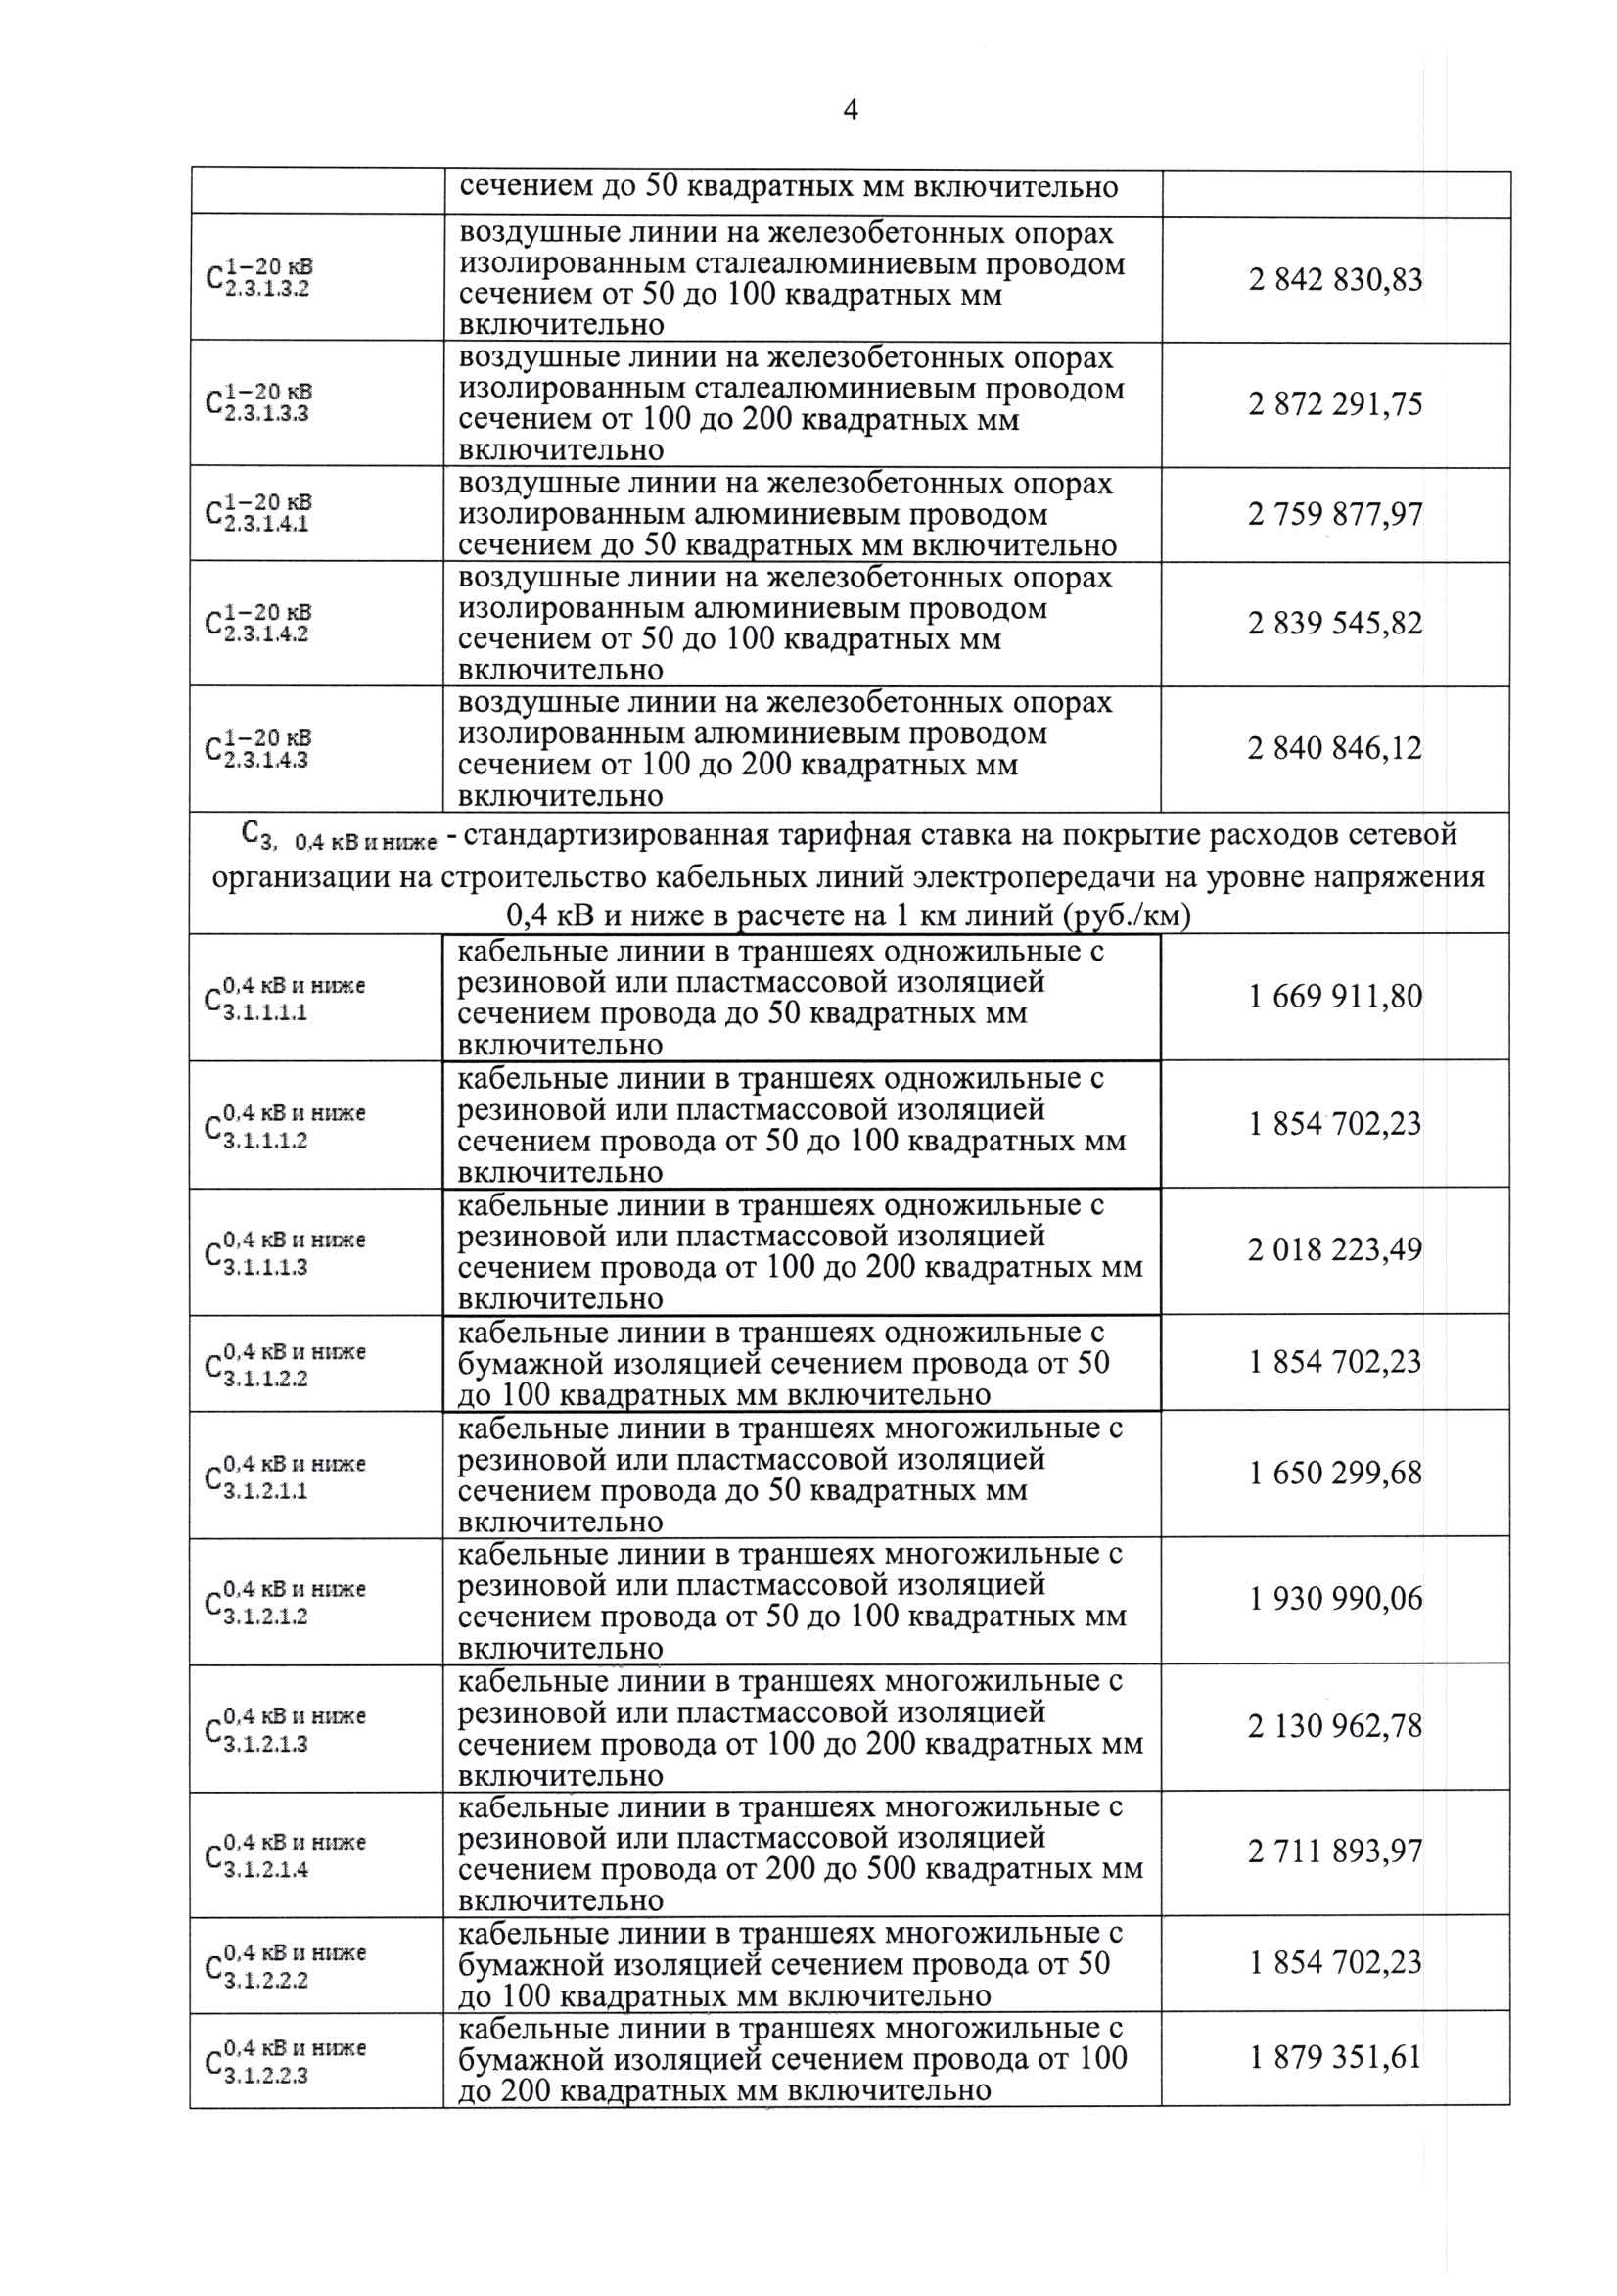 4
сечением до 50 квадратных мм включительно
С 1–20 кВ 2.3.1.3.2
воздушные линии на железобетонных опорах
изолированным сталеалюминиевым проводом
сечением от 50 до 100 квадратных мм
включительно
2 842 830,83
С 1–20 кВ 2.3.1.3.3
воздушные линии на железобетонных опорах
изолированным сталеалюминиевым проводом
сечением от 100 до 200 квадратных мм
включительно
2 872 291,75
С 1–20 кВ 2.3.1.4.1
воздушные линии на железобетонных опорах
изолированным алюминиевым проводом
сечением до 50 квадратных мм включительно
2 759 877,97
С 1–20 кВ 2.3.1.4.2
воздушные линии на железобетонных опорах
изолированным алюминиевым проводом
сечением от 50 до 100 квадратных мм
включительно
2 839 545,82
С 1–20 кВ 2.3.1.4.3
воздушные линии на железобетонных опорах
изолированным алюминиевым проводом
сечением от 100 до 200 квадратных мм
включительно
2 840 846,12
С3, 0,4 кВ и ниже - стандартизированная тарифная ставка на покрытие расходов сетевой
организации на строительство кабельных линий электропередачи на уровне напряжения
0,4 кВ и ниже в расчете на 1 км линий (руб./км)
С 0,4 кВ и ниже 3.1.1.1.1
кабельные линии в траншеях одножильные с
резиновой или пластмассовой изоляцией
сечением провода до 50 квадратных мм
включительно
1 669 911,80
С 0,4 кВ и ниже 3.1.1.1.2
кабельные линии в траншеях одножильные с
резиновой или пластмассовой изоляцией
сечением провода от 50 до 100 квадратных мм
включительно
1 854 702,23
С 0,4 кВ и ниже 3.1.1.1.3
кабельные линии в траншеях одножильные с
резиновой или пластмассовой изоляцией
сечением провода от 100 до 200 квадратных мм
включительно
2 018 223,49
С 0,4 кВ и ниже 3.1.1.2.2
кабельные линии в траншеях одножильные с
бумажной изоляцией сечением провода от 50
до 100 квадратных мм включительно
1 854 702,23
С 0,4 кВ и ниже 3.1.2.1.1
кабельные линии в траншеях многожильные с
резиновой или пластмассовой изоляцией
сечением провода до 50 квадратных мм
включительно
1 650 299,68
С 0,4 кВ и ниже 3.1.2.1.2
кабельные линии в траншеях многожильные с
резиновой или пластмассовой изоляцией
сечением провода от 50 до 100 квадратных мм
включительно
1 930 990,06
С 0,4 кВ и ниже 3.1.2.1.3
кабельные линии в траншеях многожильные с
резиновой или пластмассовой изоляцией
сечением провода от 100 до 200 квадратных мм
включительно
2 130 962,78
С 0,4 кВ и ниже 3.1.2.1.4
кабельные линии в траншеях многожильные с
резиновой или пластмассовой изоляцией
сечением провода от 200 до 500 квадратных мм
включительно
2 711 893,97
С 0,4 кВ и ниже 3.1.2.2.2
кабельные линии в траншеях многожильные с
бумажной изоляцией сечением провода от 50
до 100 квадратных мм включительно
1 854 702,23
С 0,4 кВ и ниже 3.1.2.2.3
кабельные линии в траншеях многожильные с
бумажной изоляцией сечением провода от 100
до 200 квадратных мм включительно
1 879 351,61